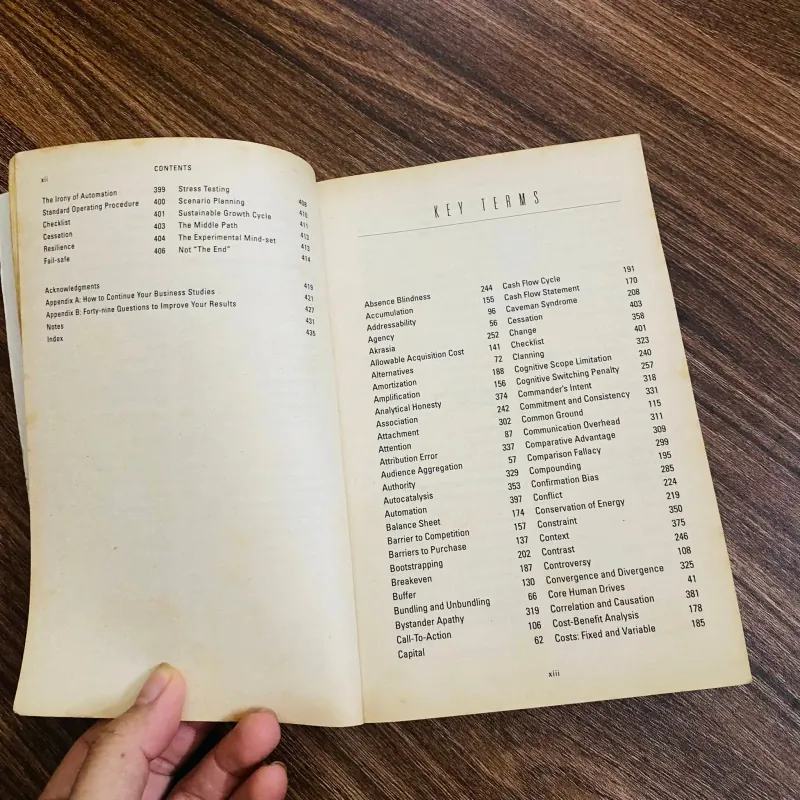 xii
CONTENTS
The Irony of Automation 399
Standard Operating Procedure 400
Checklist 401
Cessation 403
Resilience 404
Fail-safe 406
Stress Testing 409
Scenario Planning 410
Sustainable Growth Cycle 411
The Middle Path 412
The Experimental Mind-set 413
Not "The End" 414
Acknowledgments 419
Appendix A: How to Continue Your Business Studies 421
Appendix B: Forty-nine Questions to Improve Your Results 427
Notes 431
Index 435
KEY TERMS
Absence Blindness 244
Accumulation 155
Addressability 96
Agency 56
Akrasia 252
Allowable Acquisition Cost 141
Alternatives 72
Amortization 188
Amplification 156
Analytical Honesty 374
Association 242
Attachment 302
Attention 87
Attribution Error 337
Audience Aggregation 57
Authority 329
Autocatalysis 353
Automation 397
Balance Sheet 174
Barrier to Competition 157
Barriers to Purchase 137
Bootstrapping 202
Breakeven 187
Buffer 130
Bundling and Unbundling 66
Bystander Apathy 319
Call-To-Action 106
Capital 62
Cash Flow Cycle 191
Cash Flow Statement 170
Caveman Syndrome 208
Cessation 403
Change 358
Checklist 401
Clanning 323
Cognitive Scope Limitation 240
Cognitive Switching Penalty 257
Commander's Intent 318
Commitment and Consistency 331
Common Ground 115
Communication Overhead 311
Comparative Advantage 309
Comparison Fallacy 299
Compounding 195
Confirmation Bias 285
Conflict 224
Conservation of Energy 219
Constraint 350
Context 375
Contrast 246
Controversy 108
Convergence and Divergence 325
Core Human Drives 41
Correlation and Causation 381
Cost-Benefit Analysis 178
Costs: Fixed and Variable 185
xiii